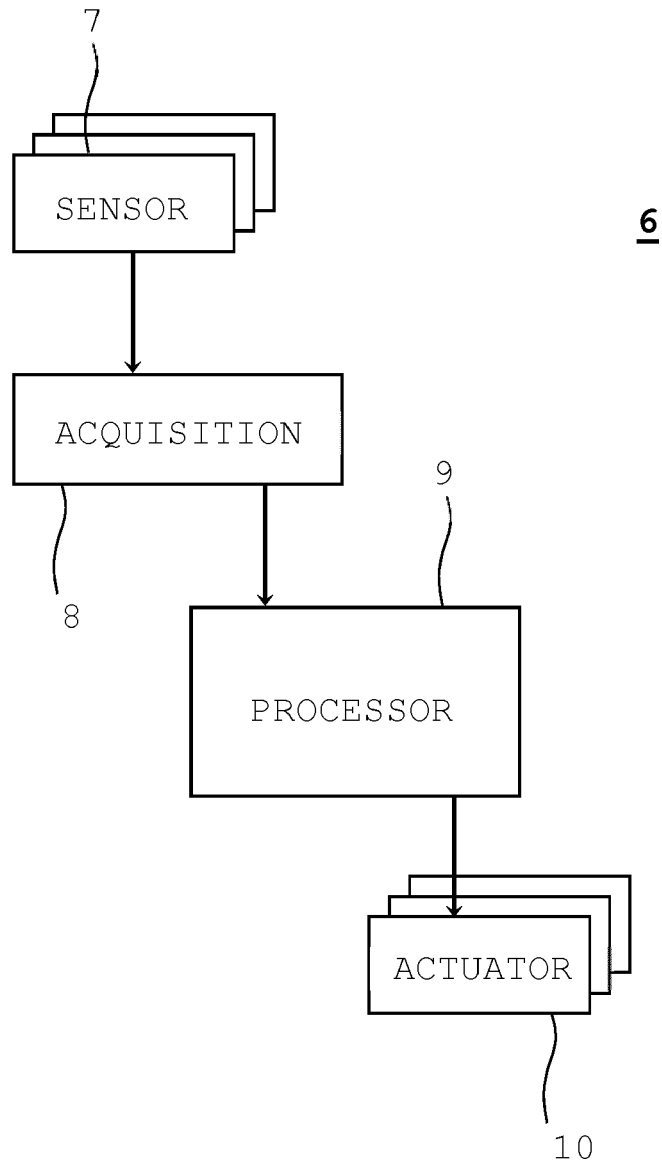 7
SENSOR
6
ACQUISITION
9
8
PROCESSOR
ACTUATOR
10